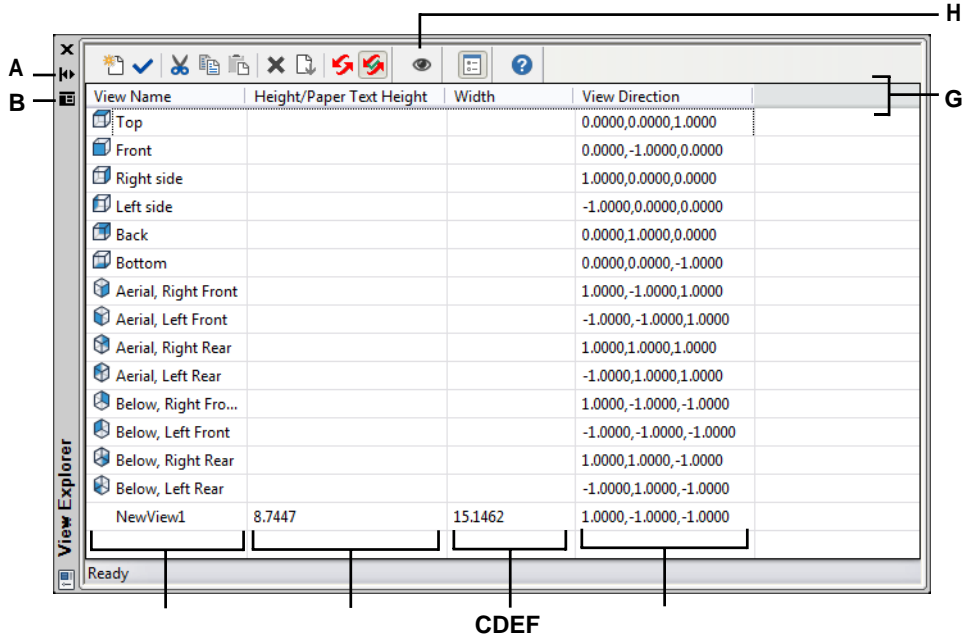 H
A
B
G
View Name Height/Paper Text Height Width View Direction
Top 0.0000,0.0000,1.0000
Front 0.0000,-1.0000,0.0000
Right side 1.0000,0.0000,0.0000
Left side -1.0000,0.0000,0.0000
Back 0.0000,1.0000,0.0000
Bottom 0.0000,0.0000,-1.0000
Aerial, Right Front 1.0000,-1.0000,1.0000
Aerial, Left Front -1.0000,-1.0000,1.0000
Aerial, Right Rear 1.0000,1.0000,1.0000
Aerial, Left Rear -1.0000,1.0000,1.0000
Below, Right Fro... 1.0000,-1.0000,-1.0000
Below, Left Front -1.0000,-1.0000,-1.0000
Below, Right Rear 1.0000,1.0000,-1.0000
Below, Left Rear -1.0000,1.0000,-1.0000
NewView1 8.7447 15.1462 1.0000,-1.0000,-1.0000
View Explorer
Ready
CDEF